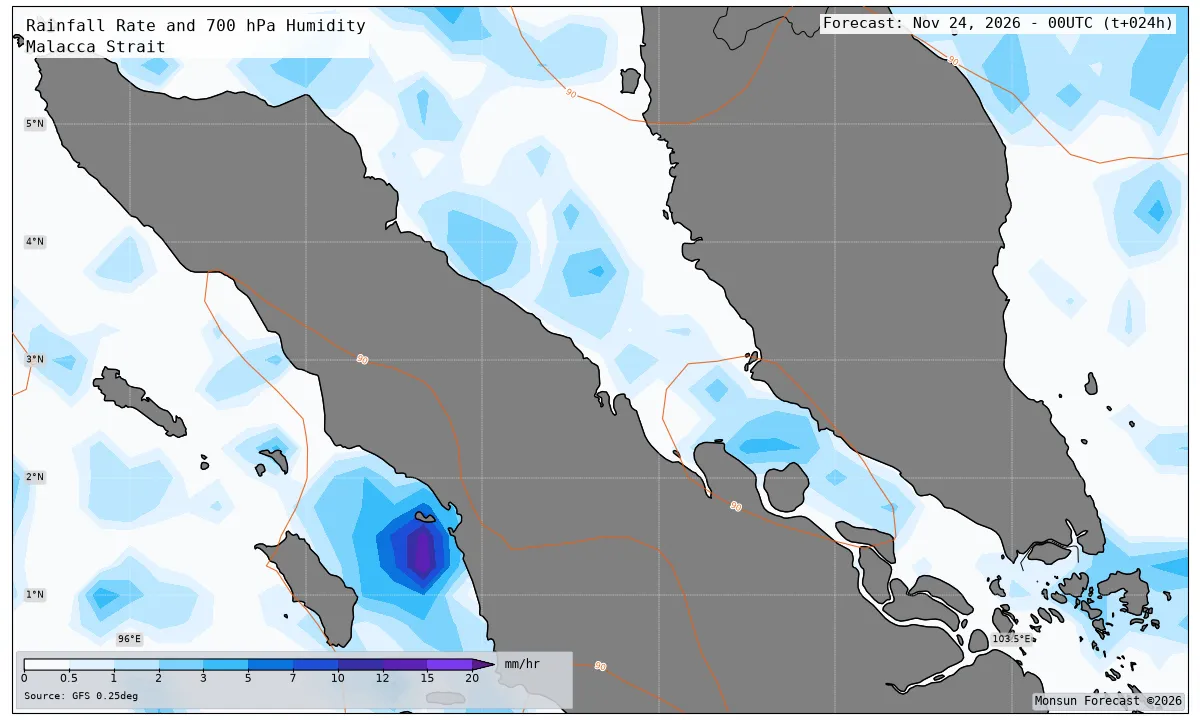 Rainfall Rate and 700 hPa Humidity
Malacca Strait
Forecast: Nov 24, 2026 - 00UTC (t+024h)
90
90
5°N
4°N
3°N
90
2°N
90
1°N
96°E
103.5°E
90
mm/hr
0 0.5 1 2 3 5 7 10 12 15 20
Source: GFS 0.25deg
Monsun Forecast ©2026